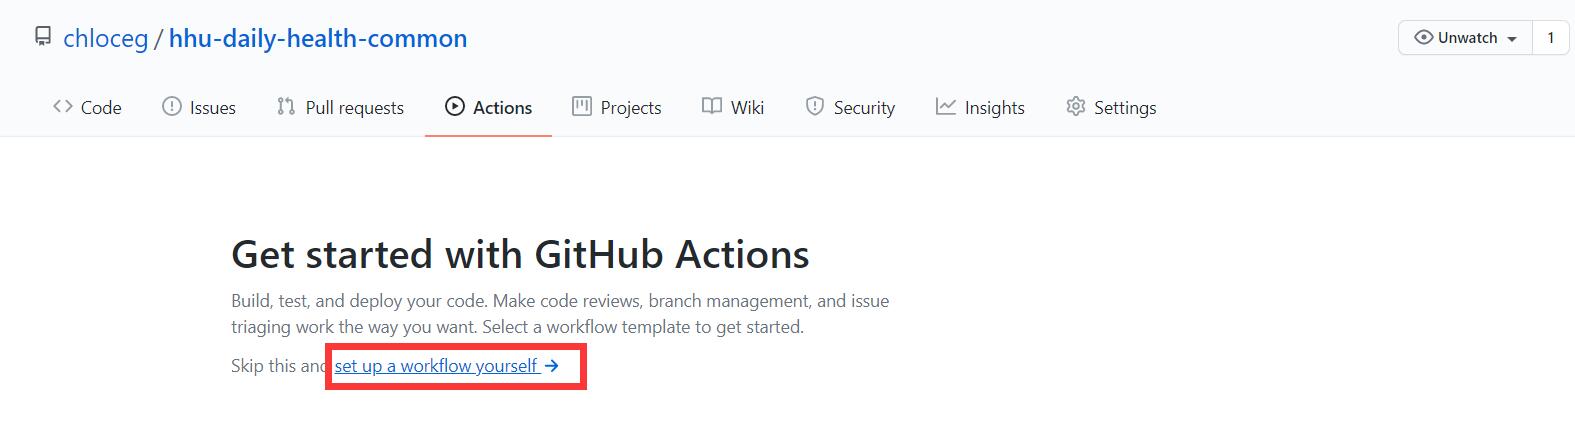 chloceg / hhu-daily-health-common
Unwatch 1
Code Issues Pull requests Actions Projects Wiki Security Insights Settings
Get started with GitHub Actions
Build, test, and deploy your code. Make code reviews, branch management, and issue
triaging work the way you want. Select a workflow template to get started.
Skip this and set up a workflow yourself →